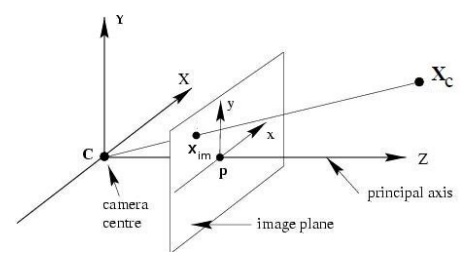 Y
X
X_c
y
x
C
x_im
p
Z
camera
centre
principal axis
image plane